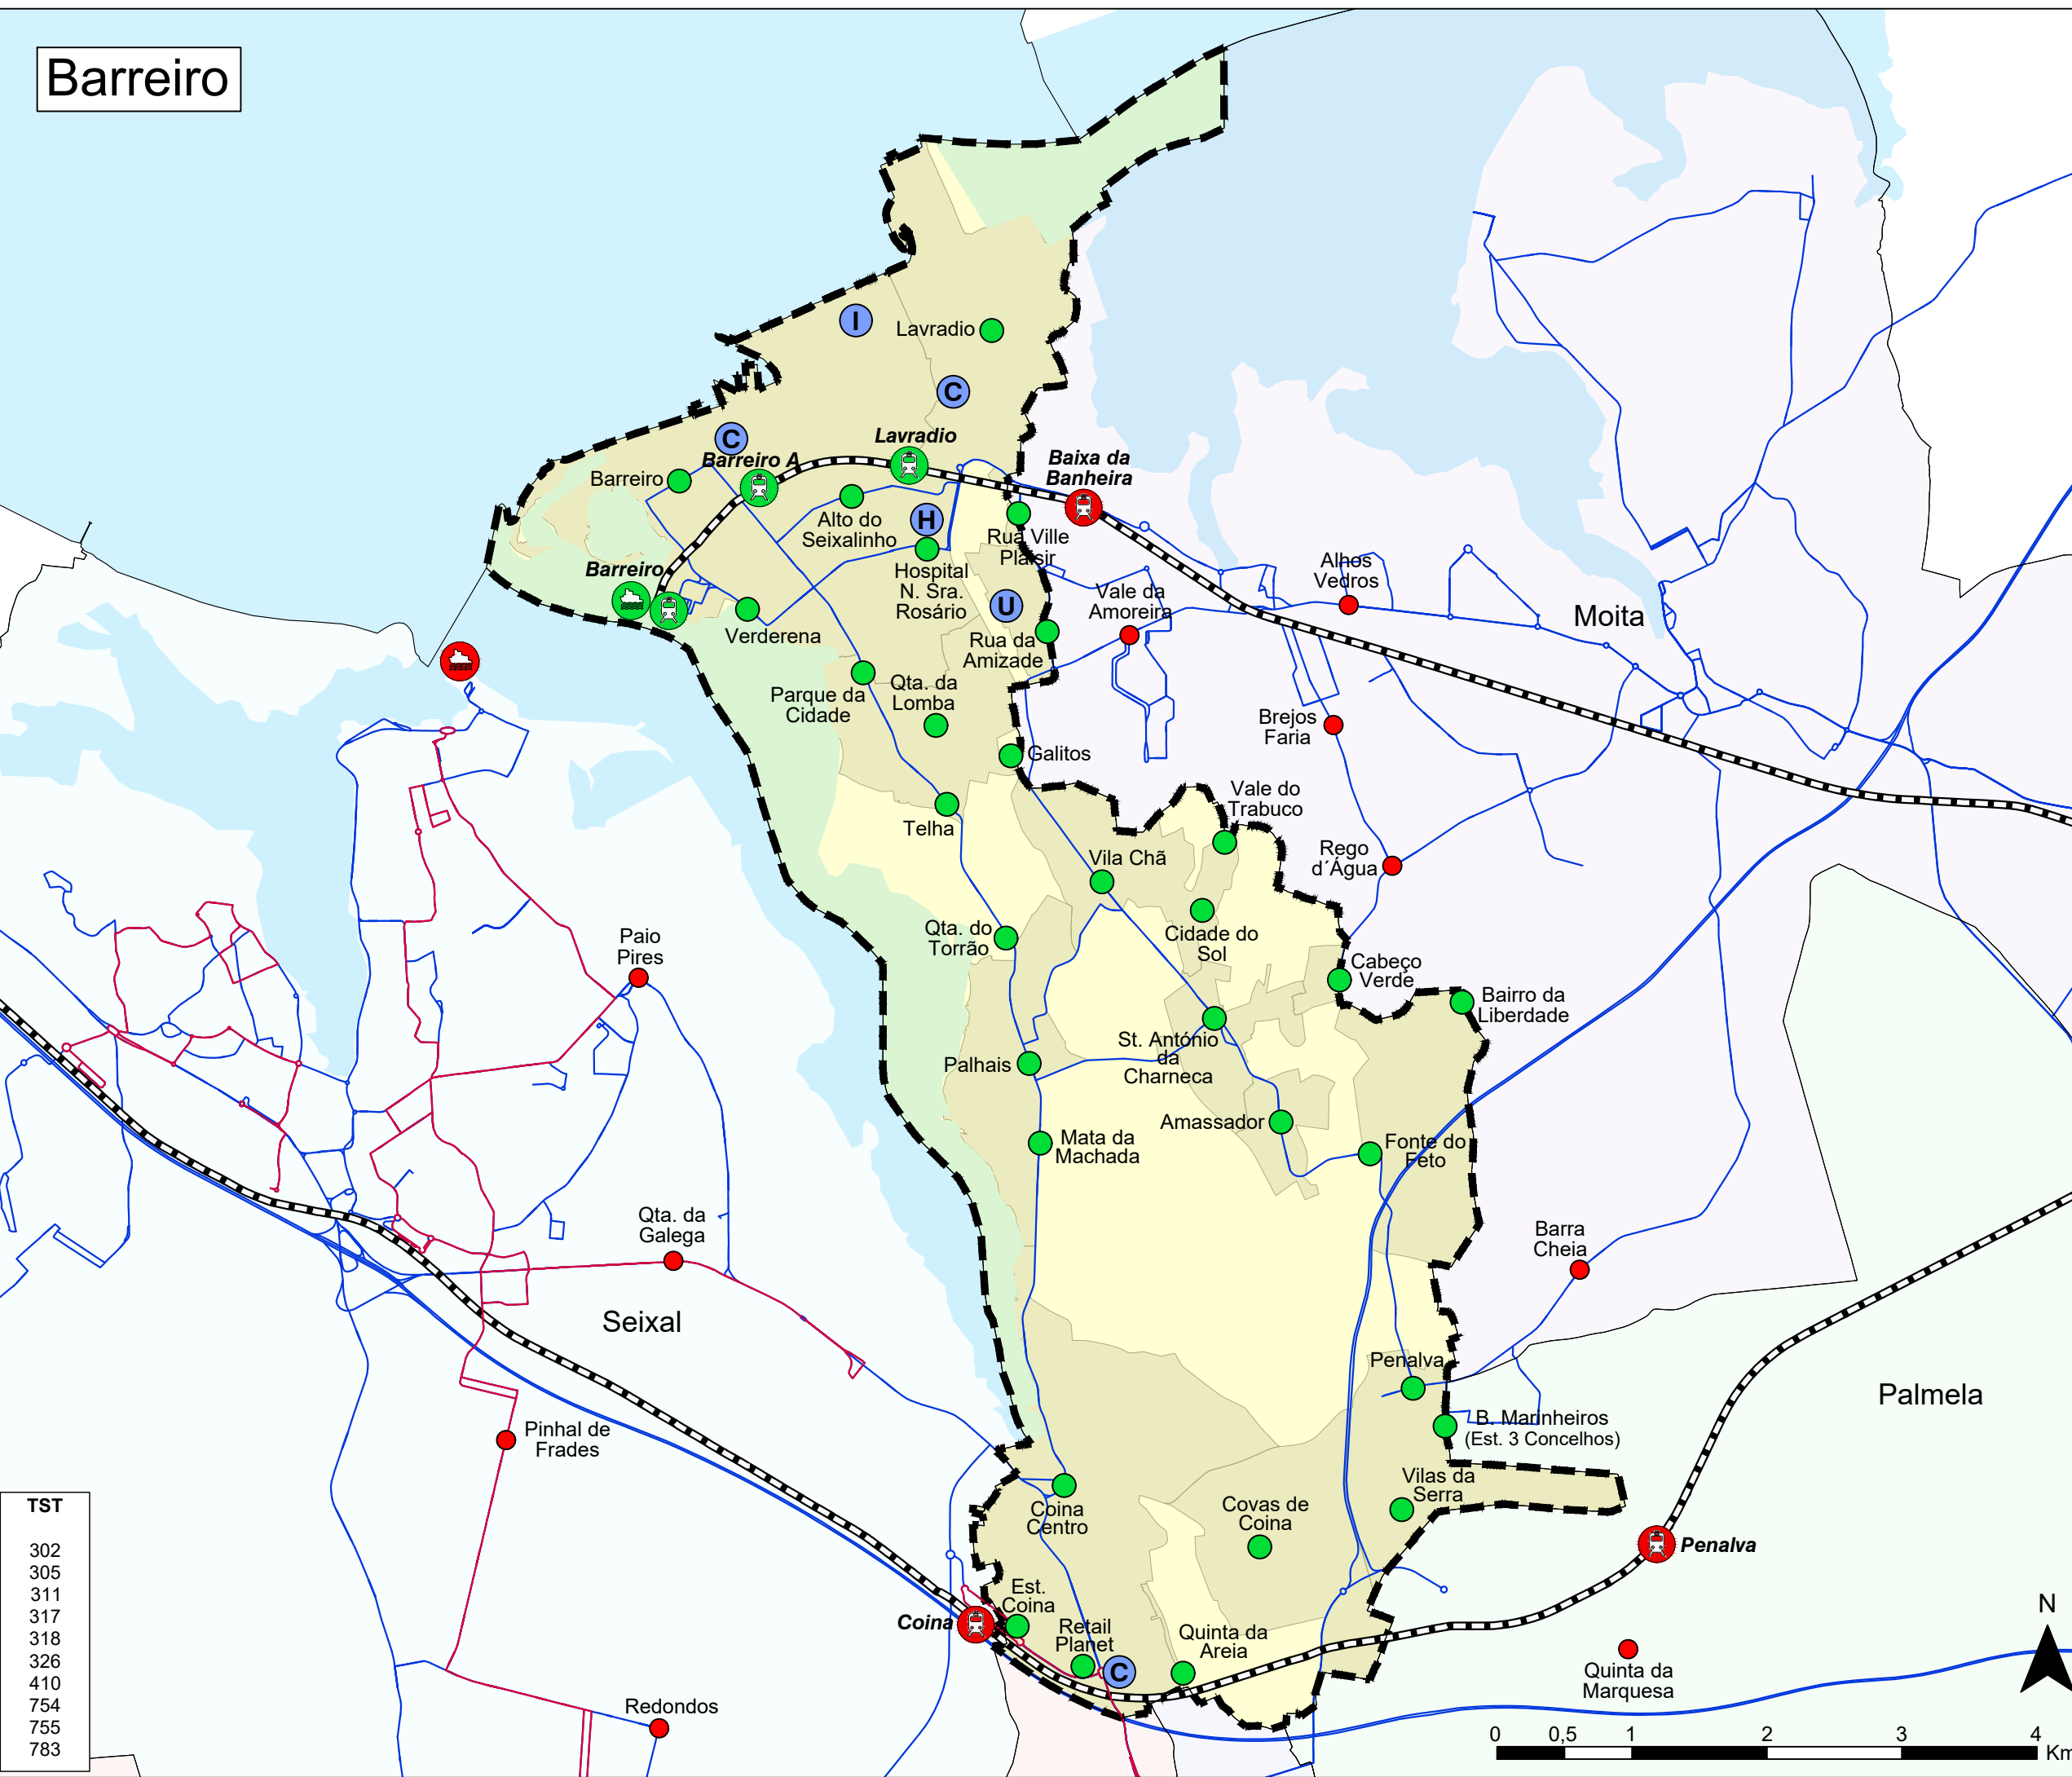 Barreiro
I
Lavradio
C
C
Lavradio
Barreiro A
Baixa da
Banheira
Barreiro
Alto do
Seixalinho
H
Rua Ville
Plaisir
Barreiro
Hospital
N. Sra.
Rosário
U
Vale da
Amoreira
Alhos
Vedros
Moita
Verderena
Rua da
Amizade
Parque da
Cidade
Qta. da
Lomba
Brejos
Faria
Galitos
Vale do
Trabuco
Telha
Vila Chã
Rego
d´Água
Qta. do
Torrão
Cidade do
Sol
Paio
Pires
Cabeço
Verde
Bairro da
Liberdade
St. António
da
Charneca
Palhais
Amassador
Mata da
Machada
Fonte do
Feto
Qta. da
Galega
Barra
Cheia
Seixal
Penalva
Palmela
Pinhal de
Frades
B. Marinheiros
(Est. 3 Concelhos)
Vilas da
Serra
Coina
Centro
Covas de
Coina
Penalva
TST
302
305
311
317
318
326
410
754
755
783
Est.
Coina
Coina
Retail
Planet
C
Quinta da
Areia
Quinta da
Marquesa
Redondos
N
0 0,5 1 2 3 4
Km